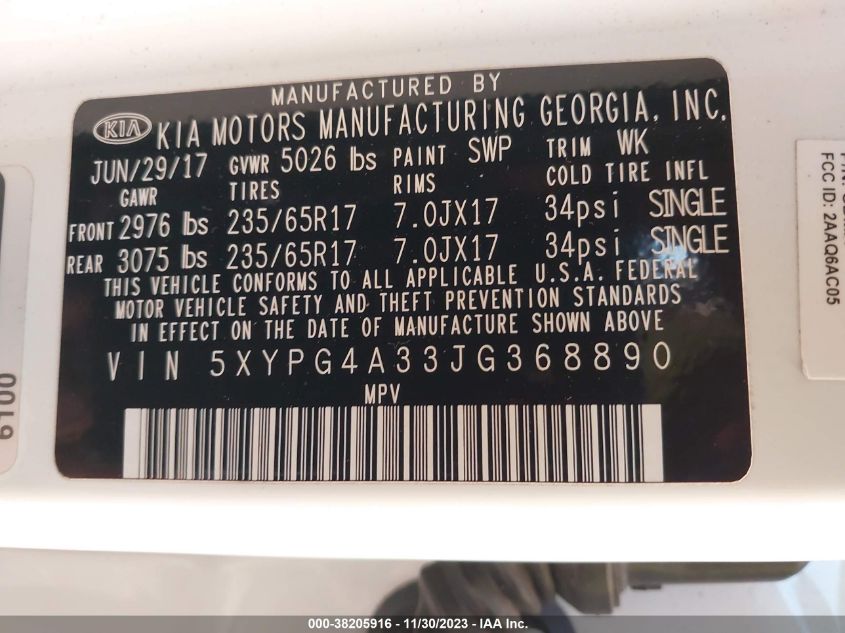 MANUFACTURED BY
KIA KIA MOTORS MANUFACTURING GEORGIA, INC.
JUN/29/17 GVWR 5026 lbs PAINT SWP TRIM WK
GAWR TIRES RIMS COLD TIRE INFL
FRONT 2976 lbs 235/65R17 7.0JX17 34psi SINGLE
REAR 3075 lbs 235/65R17 7.0JX17 34psi SINGLE
THIS VEHICLE CONFORMS TO ALL APPLICABLE U.S.A. FEDERAL
MOTOR VEHICLE SAFETY AND THEFT PREVENTION STANDARDS
IN EFFECT ON THE DATE OF MANUFACTURE SHOWN ABOVE
VIN 5XYPG4A33JG368890
MPV
FCC ID: 2AAQ6AC05
6100
000-38205916 - 11/30/2023 - IAA Inc.